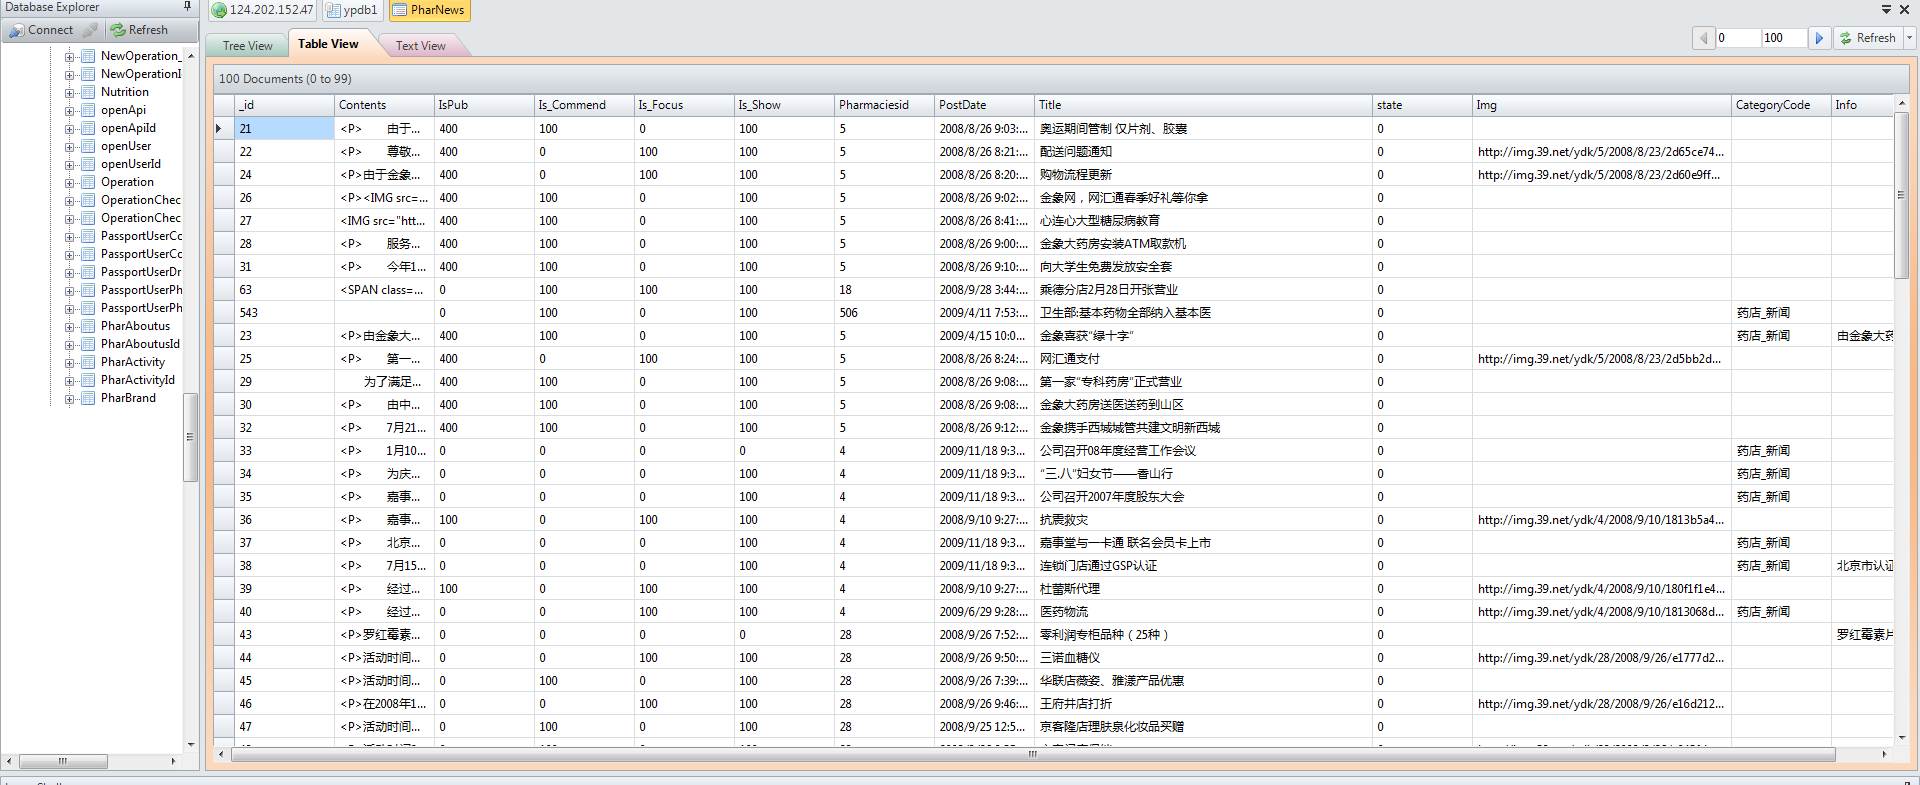 Database Explorer
124.202.152.47 ypdb1 PharNews
Connect Refresh
Tree View Table View Text View
0 100 Refresh
100 Documents (0 to 99)
NewOperation_
NewOperationI
Nutrition
openApi
openApiId
openUser
openUserId
Operation
OperationChec
OperationChec
PassportUserCo
PassportUserCc
PassportUserDr
PassportUserPh
PassportUserPh
PharAboutus
PharAboutusId
PharActivity
PharActivityId
PharBrand
_id Contents IsPub Is_Commend Is_Focus Is_Show Pharmaciesid PostDate Title state Img CategoryCode Info
21 <P> 由于... 400 100 0 100 5 2008/8/26 9:03:... 奥运期间管制 仅片剂、胶囊 0
22 <P> 尊敬... 400 0 100 100 5 2008/8/26 8:21:... 配送问题通知 0 http://img.39.net/ydk/5/2008/8/23/2d65ce74...
24 <P>由于金象... 400 0 100 100 5 2008/8/26 8:20:... 购物流程更新 0 http://img.39.net/ydk/5/2008/8/23/2d60e9ff...
26 <P><IMG src=... 400 100 0 100 5 2008/8/26 9:02:... 金象网，网汇通春季好礼等你拿 0
27 <IMG src="htt... 400 100 0 100 5 2008/8/26 8:41:... 心连心大型糖尿病教育 0
28 <P> 服务... 400 100 0 100 5 2008/8/26 9:00:... 金象大药房安装ATM取款机 0
31 <P> 今年1... 400 100 0 100 5 2008/8/26 9:10:... 向大学生免费发放安全套 0
63 <SPAN class=... 0 100 100 100 18 2008/9/28 3:44:... 乘德分店2月28日开张营业 0
543 0 100 0 100 506 2009/4/11 7:53:... 卫生部:基本药物全部纳入基本医 0 药店_新闻
23 <P>由金象大... 400 100 0 100 5 2009/4/15 10:0... 金象喜获“绿十字” 0 药店_新闻 由金象大药
25 <P> 第一... 400 0 100 100 5 2008/8/26 8:24:... 网汇通支付 0 http://img.39.net/ydk/5/2008/8/23/2d5bb2d...
29 为了满足... 400 100 0 100 5 2008/8/26 9:08:... 第一家“专科药房”正式营业 0
30 <P> 由中... 400 100 0 100 5 2008/8/26 9:08:... 金象大药房送医送药到山区 0
32 <P> 7月21... 400 100 0 100 5 2008/8/26 9:12:... 金象携手西城城管共建文明新西城 0
33 <P> 1月10... 0 0 0 0 4 2009/11/18 9:3... 公司召开08年度经营工作会议 0 药店_新闻
34 <P> 为庆... 0 0 0 100 4 2009/11/18 9:3... “三.八”妇女节——香山行 0 药店_新闻
35 <P> 嘉事... 0 0 0 100 4 2009/11/18 9:3... 公司召开2007年度股东大会 0 药店_新闻
36 <P> 嘉事... 100 0 100 100 4 2008/9/10 9:27:... 抗震救灾 0 http://img.39.net/ydk/4/2008/9/10/1813b5a4...
37 <P> 北京... 0 0 0 100 4 2009/11/18 9:3... 嘉事堂与一卡通 联名会员卡上市 0 药店_新闻
38 <P> 7月15... 0 0 0 100 4 2009/11/18 9:3... 连锁门店通过GSP认证 0 药店_新闻 北京市认证
39 <P> 经过... 100 0 100 100 4 2008/9/10 9:27:... 杜蕾斯代理 0 http://img.39.net/ydk/4/2008/9/10/180f1f1e4...
40 <P> 经过... 0 0 100 100 4 2009/6/29 9:28:... 医药物流 0 http://img.39.net/ydk/4/2008/9/10/1813068d... 药店_新闻
43 <P>罗红霉素... 0 0 0 0 28 2008/9/26 7:52:... 零利润专柜品种（25种） 0 罗红霉素片
44 <P>活动时间... 0 0 100 100 28 2008/9/26 9:50:... 三诺血糖仪 0 http://img.39.net/ydk/28/2008/9/26/e1777d2...
45 <P>活动时间... 0 100 0 100 28 2008/9/26 7:39:... 华联店薇姿、雅漾产品优惠 0
46 <P>在2008年1... 0 0 100 100 28 2008/9/26 9:46:... 王府井店打折 0 http://img.39.net/ydk/28/2008/9/26/e16d212...
47 <P>活动时间... 0 100 0 100 28 2008/9/25 12:5... 京客隆店理肤泉化妆品买赠 0